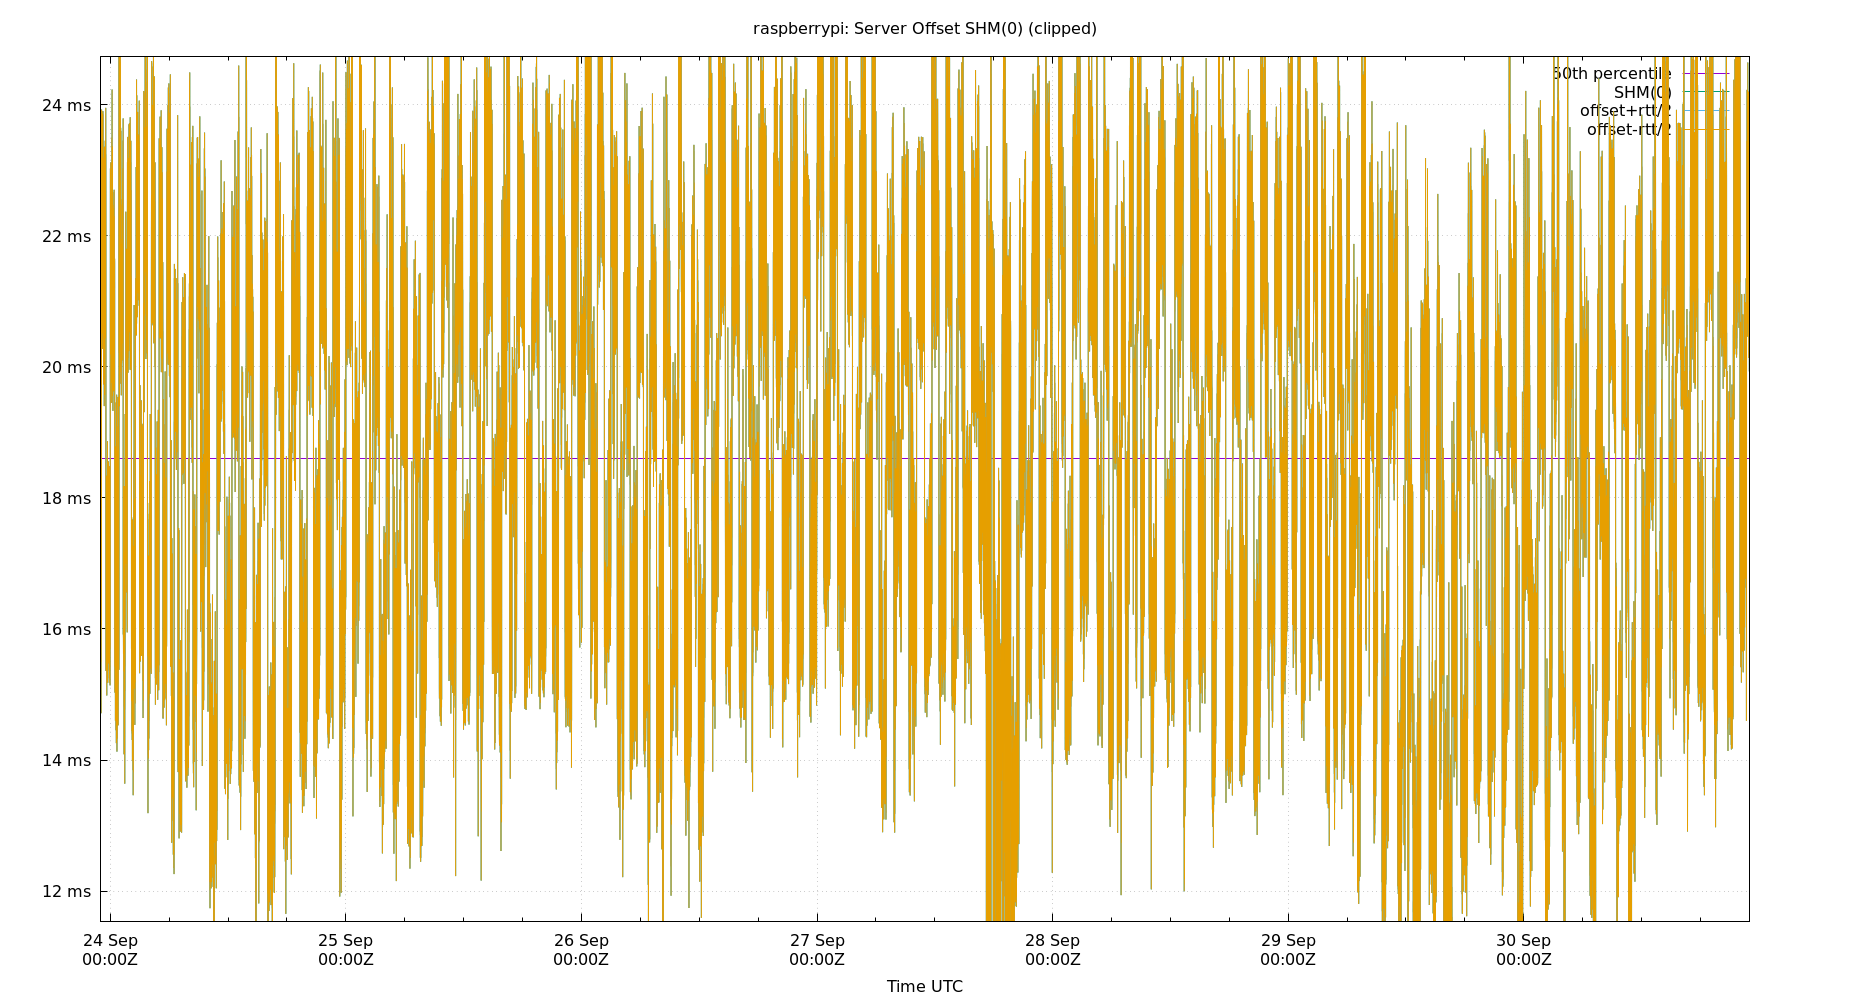 raspberrypi: Server Offset SHM(0) (clipped)
50th percentile
SHM(0)
offset+rtt/2
offset-rtt/2
24 ms
22 ms
20 ms
18 ms
16 ms
14 ms
12 ms
24 Sep 25 Sep 26 Sep 27 Sep 28 Sep 29 Sep 30 Sep
00:00Z 00:00Z 00:00Z 00:00Z 00:00Z 00:00Z 00:00Z
Time UTC